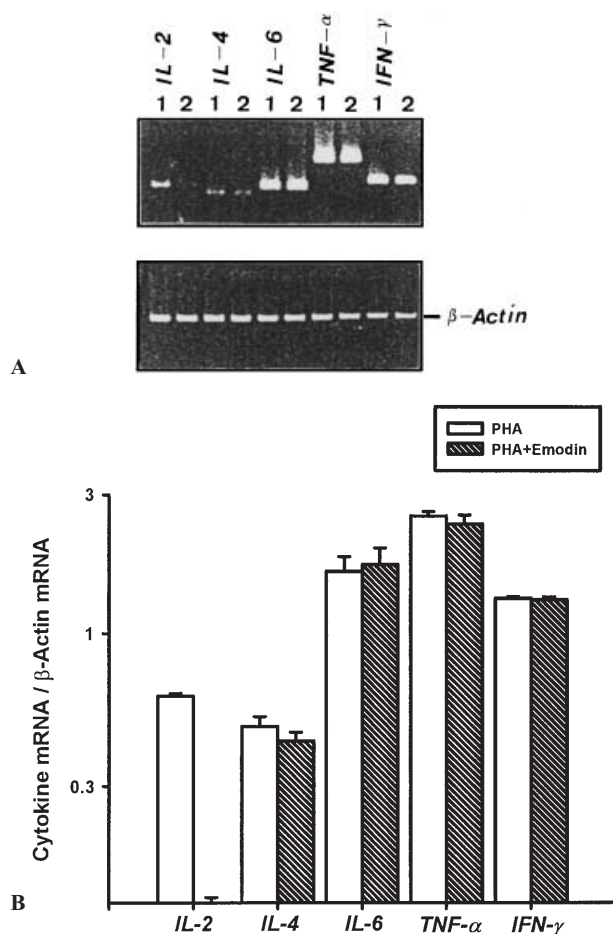 IL-2 IL-4 IL-6 TNF-α IFN-γ
1 2 1 2 1 2 1 2 1 2
β-Actin
A
PHA
PHA+Emodin
3
1
0.3
Cytokine mRNA / β-Actin mRNA
B
IL-2 IL-4 IL-6 TNF-α IFN-γ